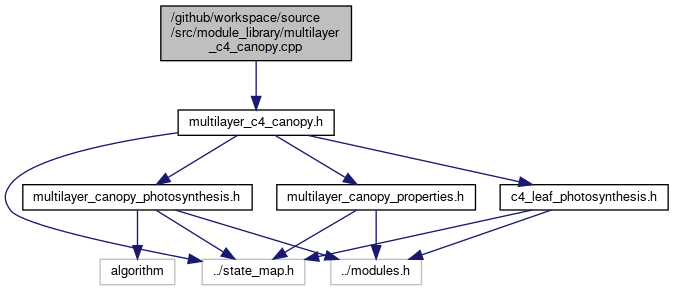 /github/workspace/source
/src/module_library/multilayer
_c4_canopy.cpp
multilayer_c4_canopy.h
multilayer_canopy_photosynthesis.h
multilayer_canopy_properties.h
c4_leaf_photosynthesis.h
algorithm
../state_map.h
../modules.h